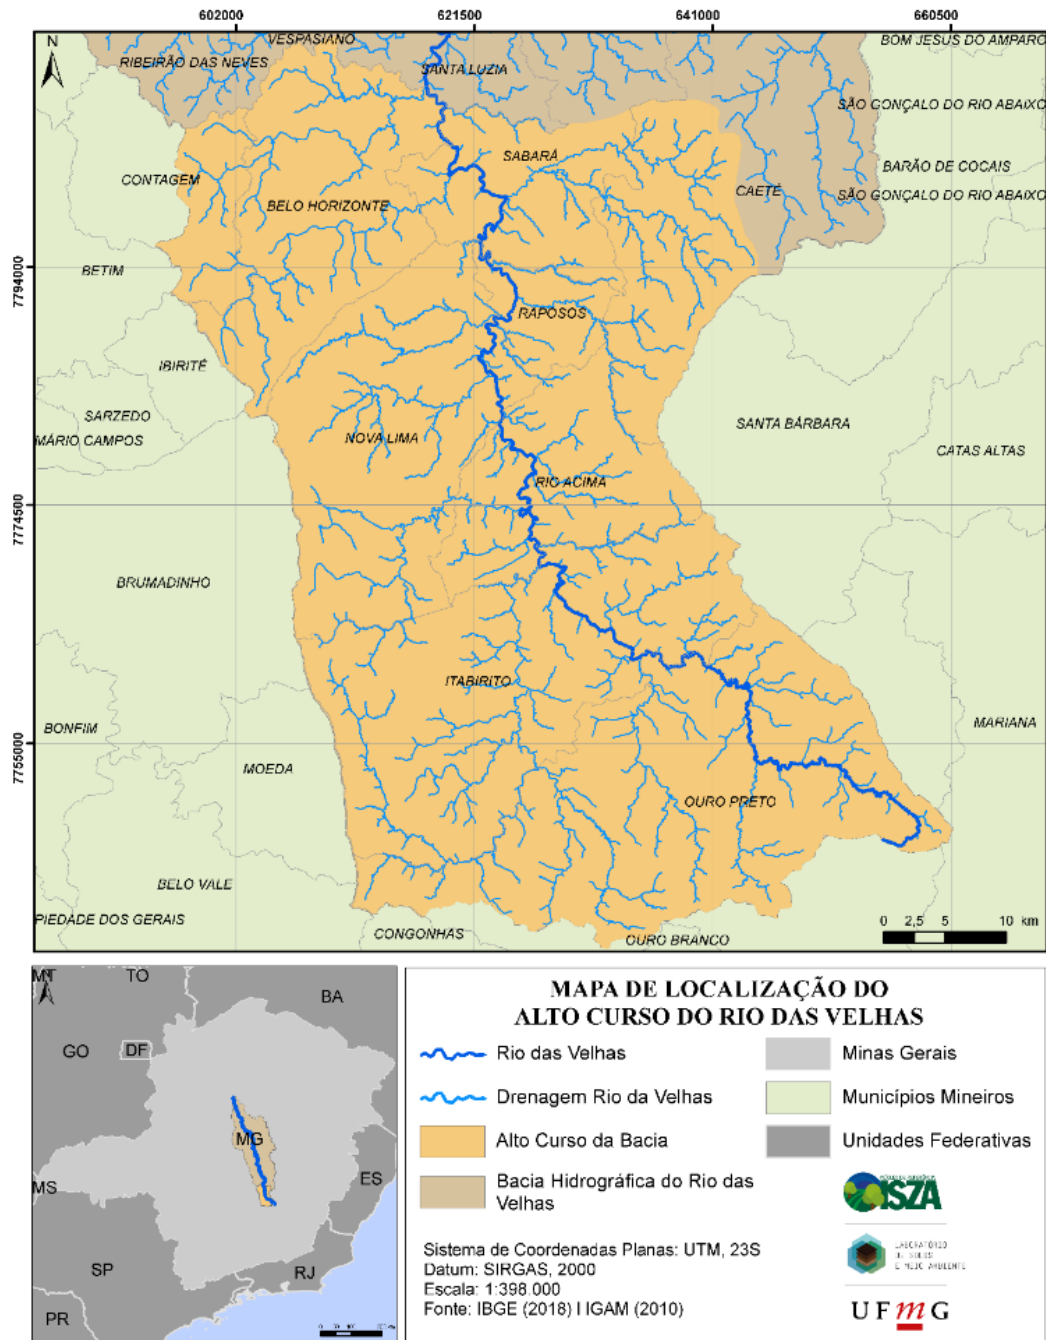 602000 621500 641000 660500
N
VESPASIANO
BOM JESUS DO AMPARO
RIBEIRÃO DAS NEVES
SANTA LUZIA
SÃO GONÇALO DO RIO ABAIXO
SABARÁ
BARÃO DE COCAIS
CONTAGEM
CAETÉ
SÃO GONÇALO DO RIO ABAIXO
BELO HORIZONTE
7794000
BETIM
RAPOSOS
IBIRITÉ
SARZEDO
SANTA BÁRBARA
MÁRIO CAMPOS
NOVA LIMA
CATAS ALTAS
RIO ACIMA
7774500
BRUMADINHO
ITABIRITO
BONFIM
MARIANA
7755000
MOEDA
OURO PRETO
BELO VALE
PIEDADE DOS GERAIS
CONGONHAS
OURO BRANCO
0 2,5 5 10 km
MT
TO
BA
GO
DF
MG
MS
ES
SP
RJ
PR
MAPA DE LOCALIZAÇÃO DO
ALTO CURSO DO RIO DAS VELHAS
Rio das Velhas
Minas Gerais
Drenagem Rio da Velhas
Municípios Mineiros
Alto Curso da Bacia
Unidades Federativas
Bacia Hidrográfica do Rio das
Velhas
ISZA
Sistema de Coordenadas Planas: UTM, 23S
Datum: SIRGAS, 2000
Escala: 1:398.000
Fonte: IBGE (2018) I IGAM (2010)
LABORATÓRIO
DE SOLOS
E MEIO AMBIENTE
UFmG